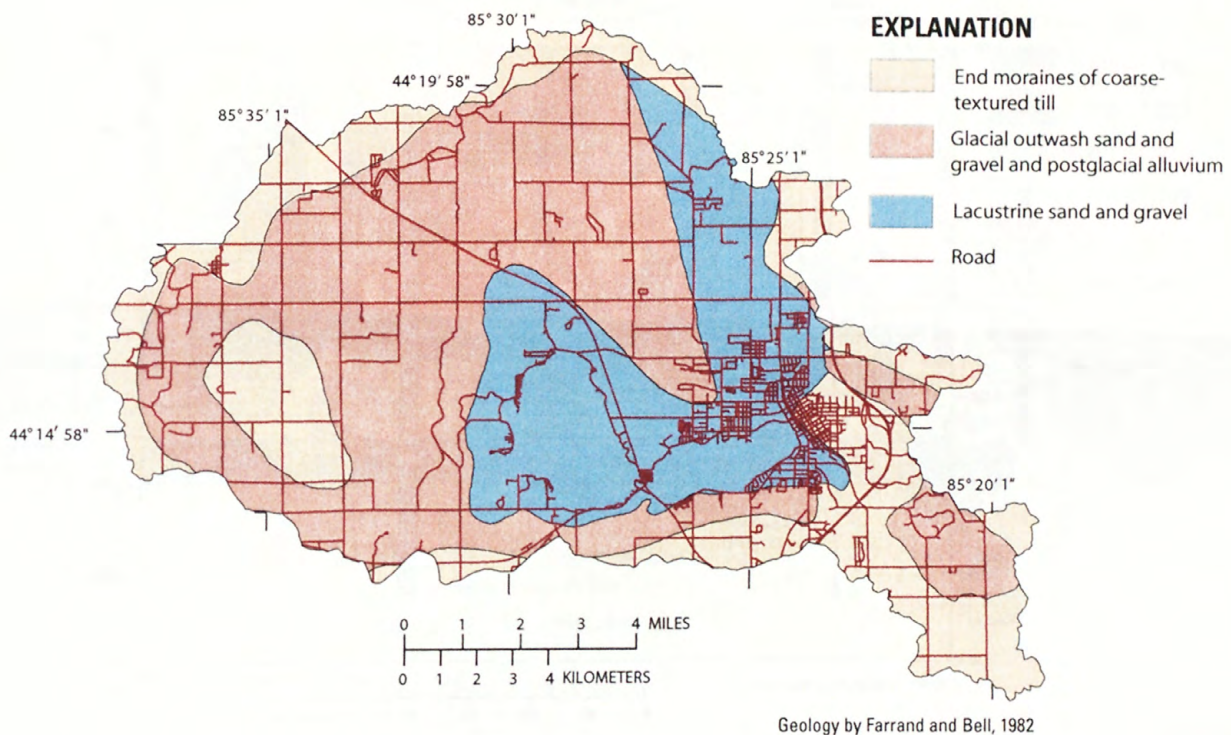 85° 30' 1"
44° 19' 58"
85° 35' 1"
85° 25' 1"
44° 14' 58"
85° 20' 1"
EXPLANATION
End moraines of coarse-
textured till
Glacial outwash sand and
gravel and postglacial alluvium
Lacustrine sand and gravel
Road
0 1 2 3 4 MILES
0 1 2 3 4 KILOMETERS
Geology by Farrand and Bell, 1982